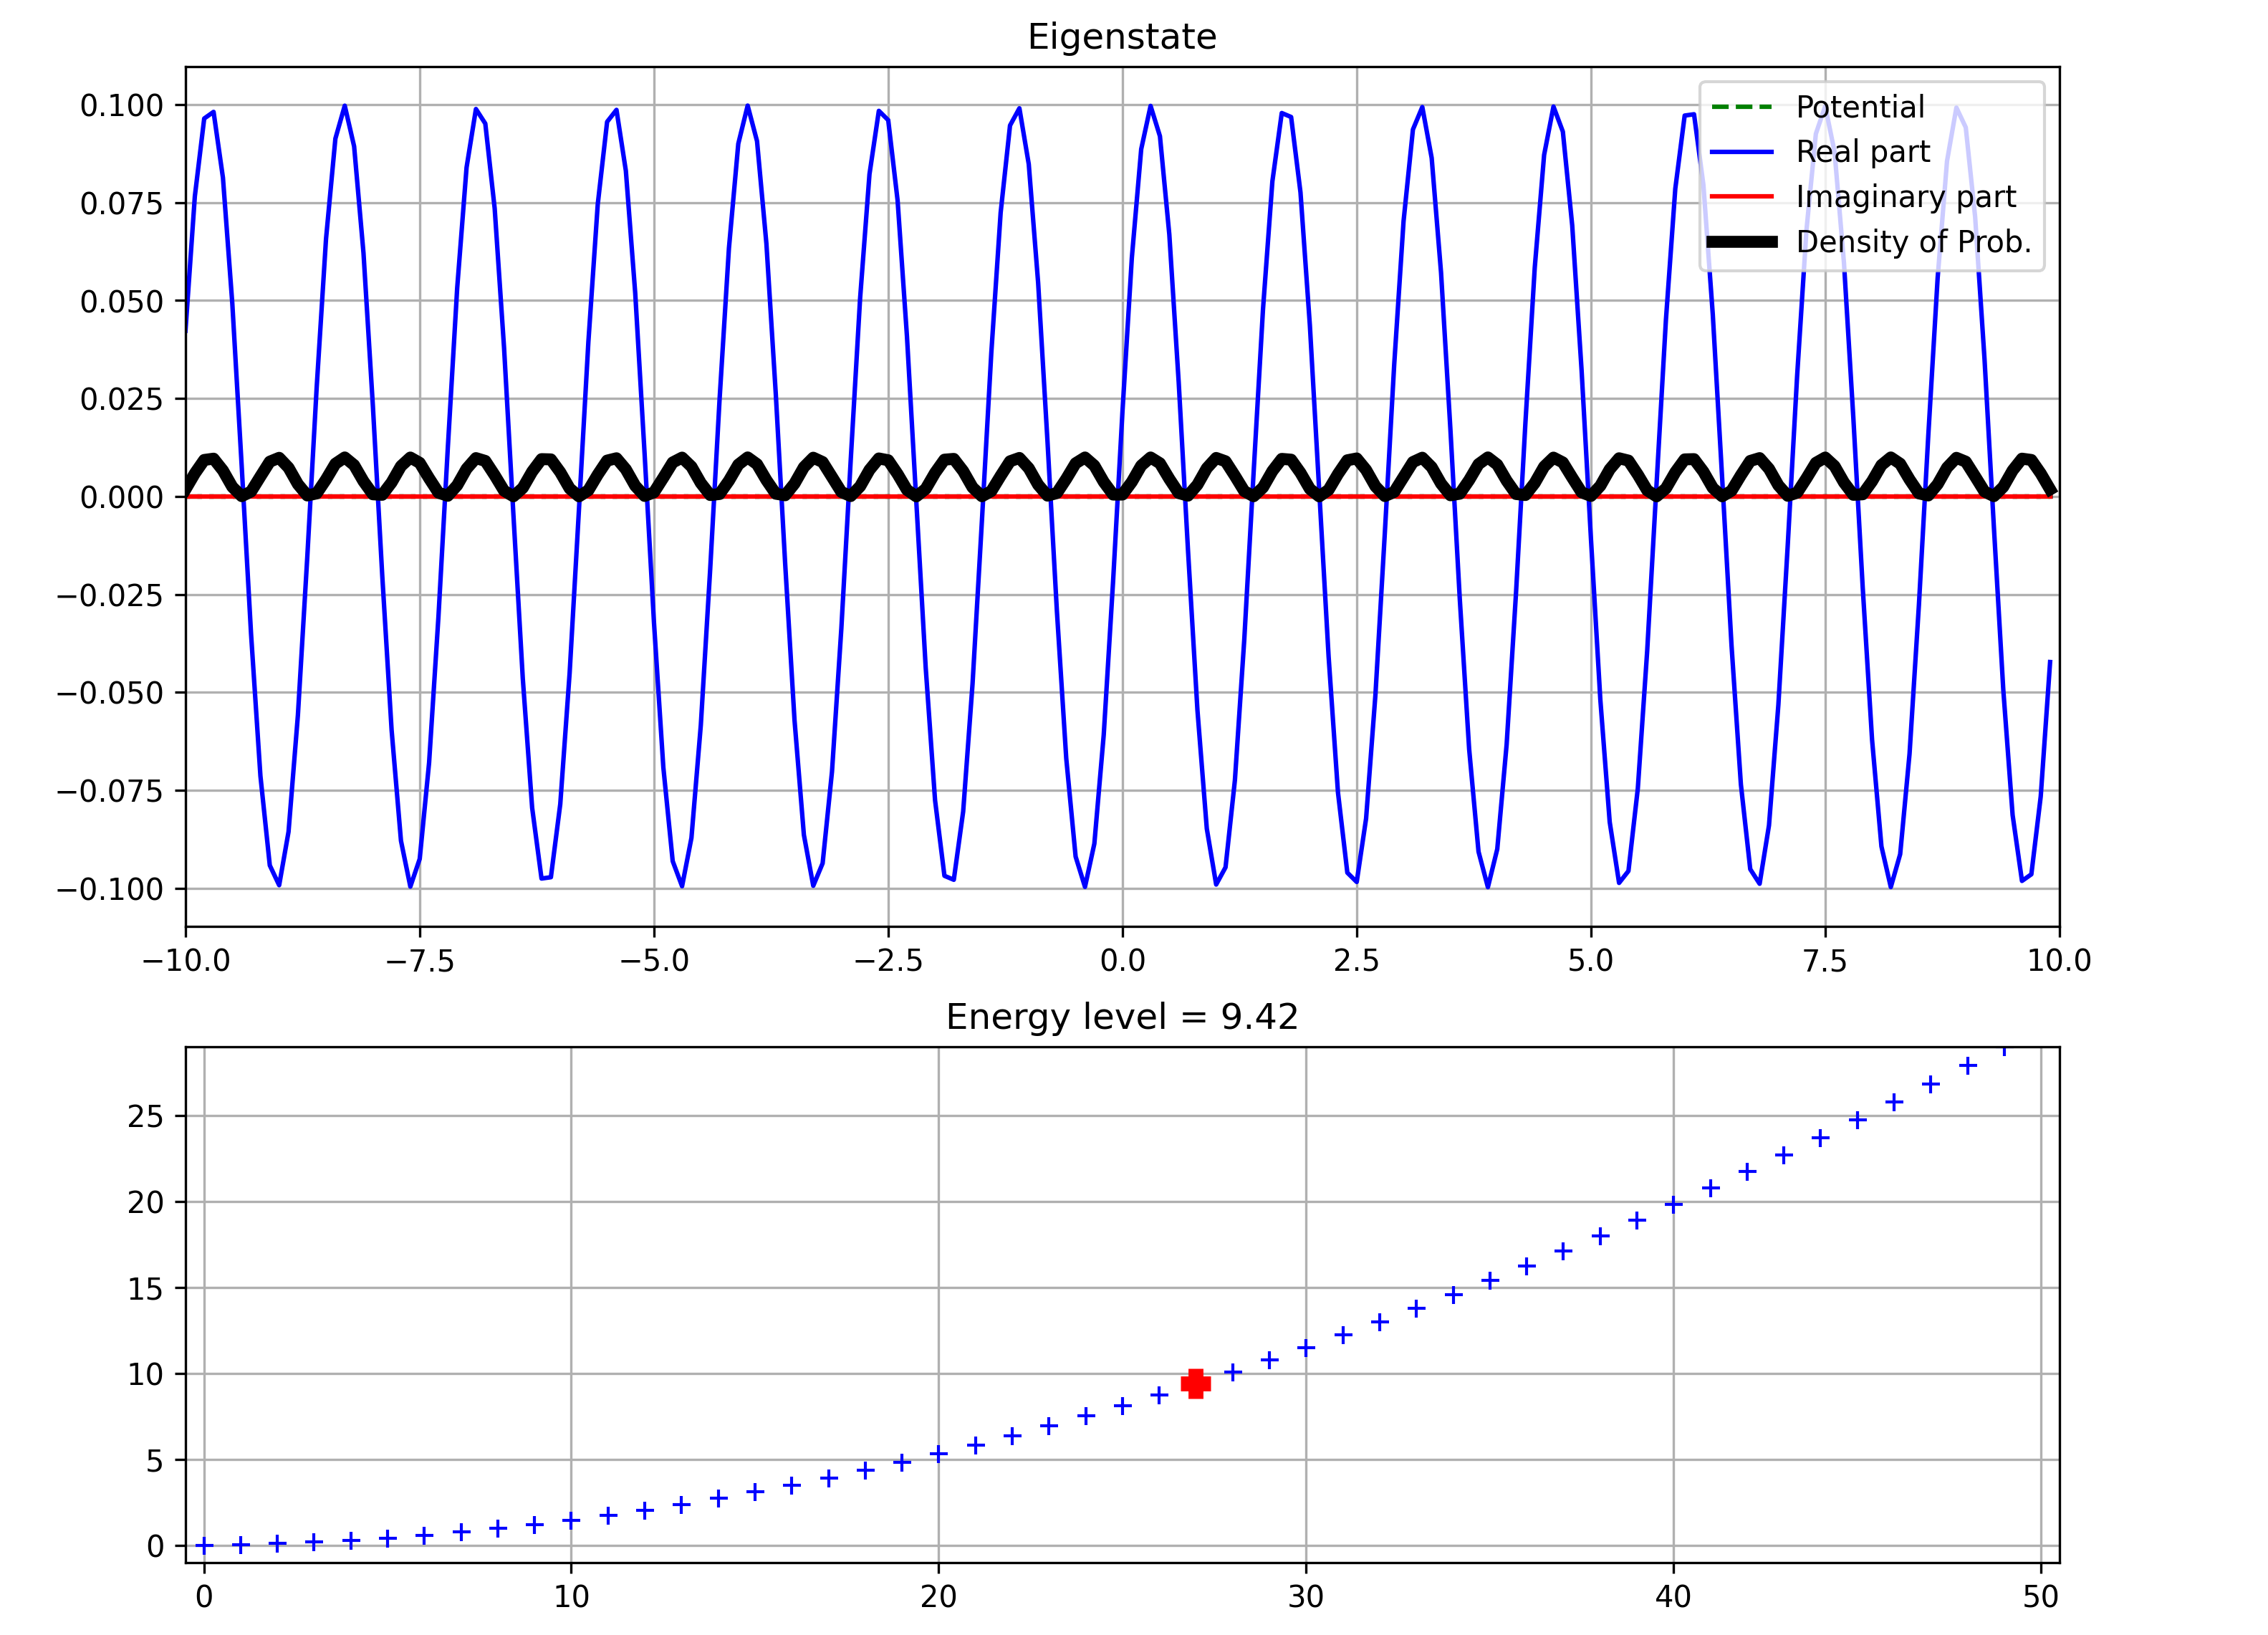 Eigenstate
0.100
0.075
0.050
0.025
0.000
−0.025
−0.050
−0.075
−0.100
Potential
Real part
Imaginary part
Density of Prob.
−10.0 −7.5 −5.0 −2.5 0.0 2.5 5.0 7.5 10.0
Energy level = 9.42
25
20
15
10
5
0
0 10 20 30 40 50